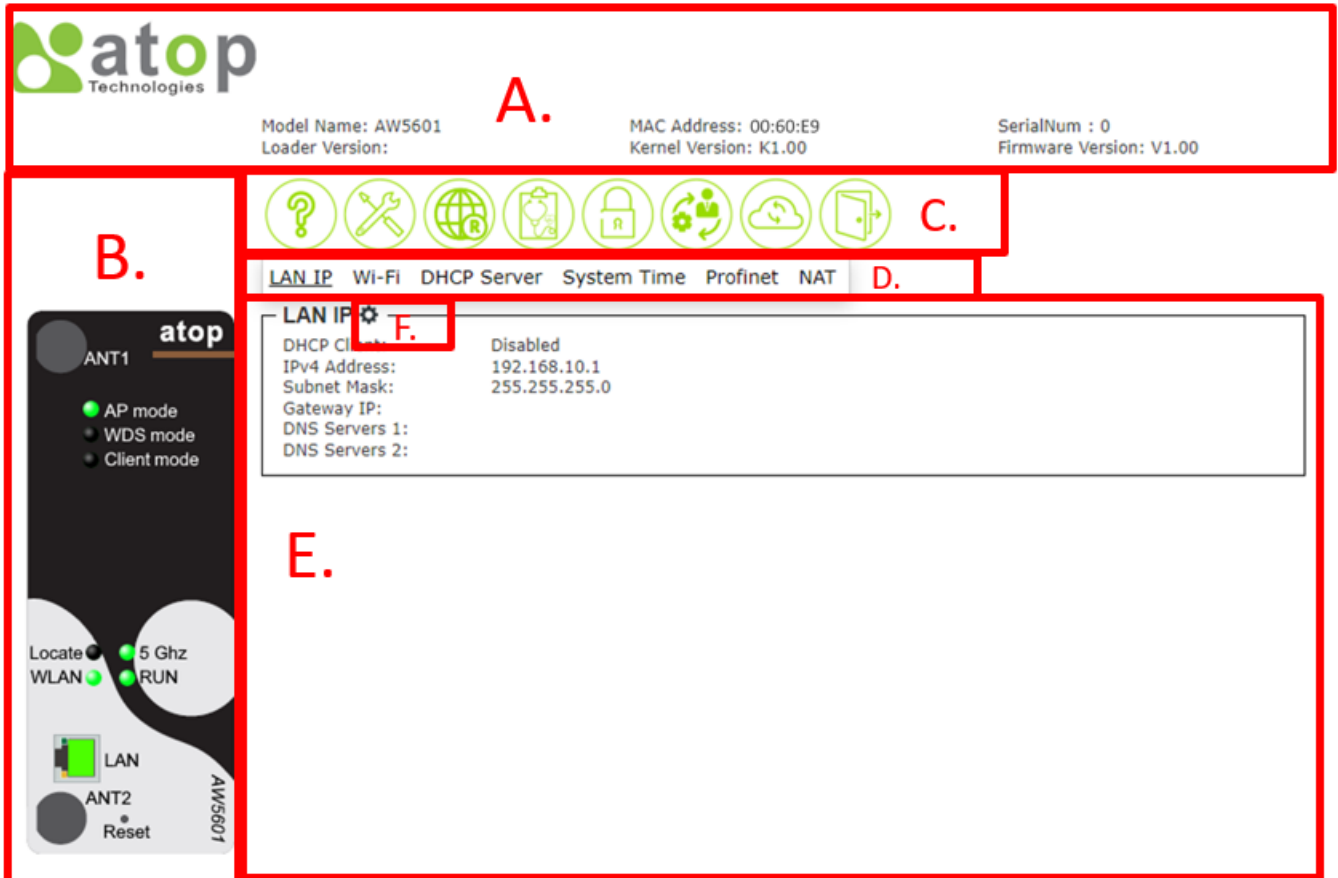 atop
Technologies
A.
Model Name: AW5601 MAC Address: 00:60:E9 SerialNum : 0
Loader Version: Kernel Version: K1.00 Firmware Version: V1.00
B.
R
R
C.
LAN IP Wi-Fi DHCP Server System Time Profinet NAT D.
LAN IP F.
DHCP Client: Disabled
IPv4 Address: 192.168.10.1
Subnet Mask: 255.255.255.0
Gateway IP:
DNS Servers 1:
DNS Servers 2:
E.
atop
ANT1
AP mode
WDS mode
Client mode
Locate 5 Ghz
WLAN RUN
LAN
ANT2
Reset
AW5601